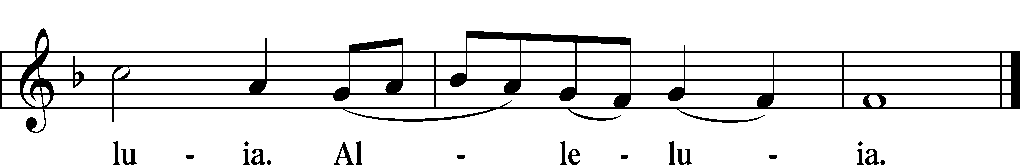 lu - ia. Al - le - lu - ia.